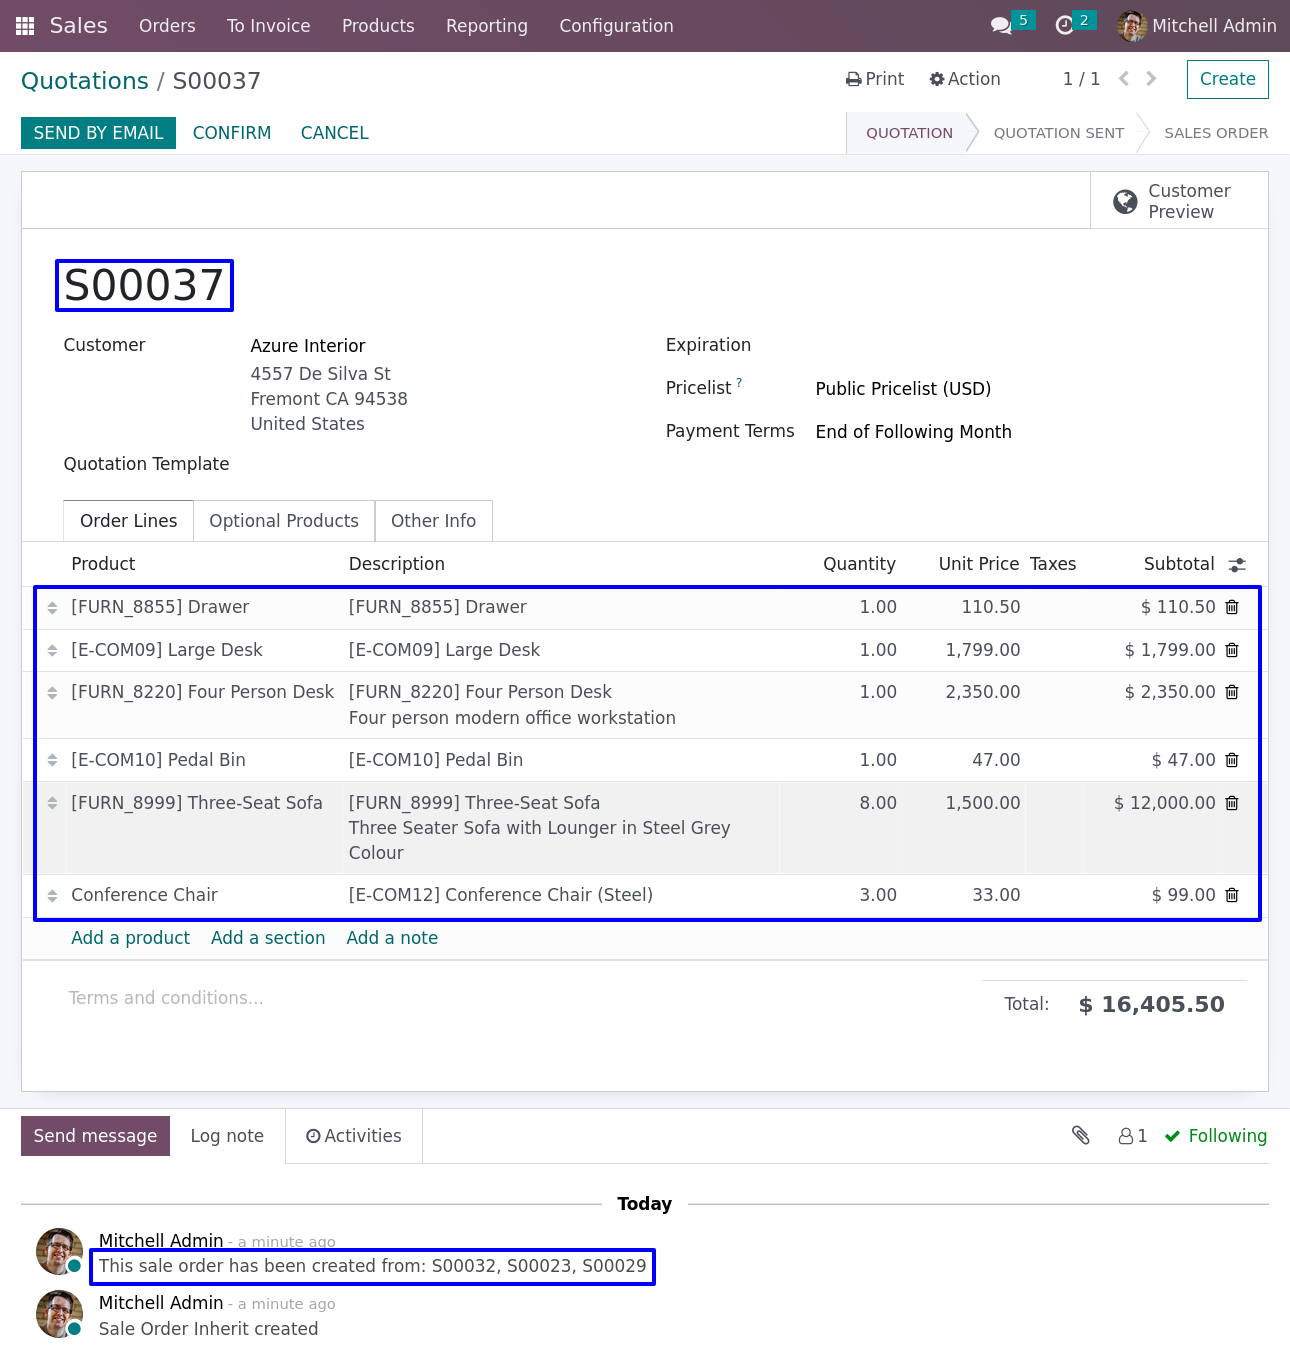 Sales Orders To Invoice Products Reporting Configuration 5 2 Mitchell Admin
Quotations / S00037 Print Action 1 / 1 Create
SEND BY EMAIL CONFIRM CANCEL QUOTATION QUOTATION SENT SALES ORDER
Customer
Preview
S00037
Customer Azure Interior Expiration
4557 De Silva St
Fremont CA 94538
United States
Pricelist ? Public Pricelist (USD)
Payment Terms End of Following Month
Quotation Template
Order Lines Optional Products Other Info
Product Description Quantity Unit Price Taxes Subtotal
[FURN_8855] Drawer [FURN_8855] Drawer 1.00 110.50 $ 110.50
[E-COM09] Large Desk [E-COM09] Large Desk 1.00 1,799.00 $ 1,799.00
[FURN_8220] Four Person Desk [FURN_8220] Four Person Desk 1.00 2,350.00 $ 2,350.00
Four person modern office workstation
[E-COM10] Pedal Bin [E-COM10] Pedal Bin 1.00 47.00 $ 47.00
[FURN_8999] Three-Seat Sofa [FURN_8999] Three-Seat Sofa 8.00 1,500.00 $ 12,000.00
Three Seater Sofa with Lounger in Steel Grey
Colour
Conference Chair [E-COM12] Conference Chair (Steel) 3.00 33.00 $ 99.00
Add a product Add a section Add a note
Terms and conditions...
Total: $ 16,405.50
Send message Log note Activities 1 Following
Today
Mitchell Admin - a minute ago
This sale order has been created from: S00032, S00023, S00029
Mitchell Admin - a minute ago
Sale Order Inherit created